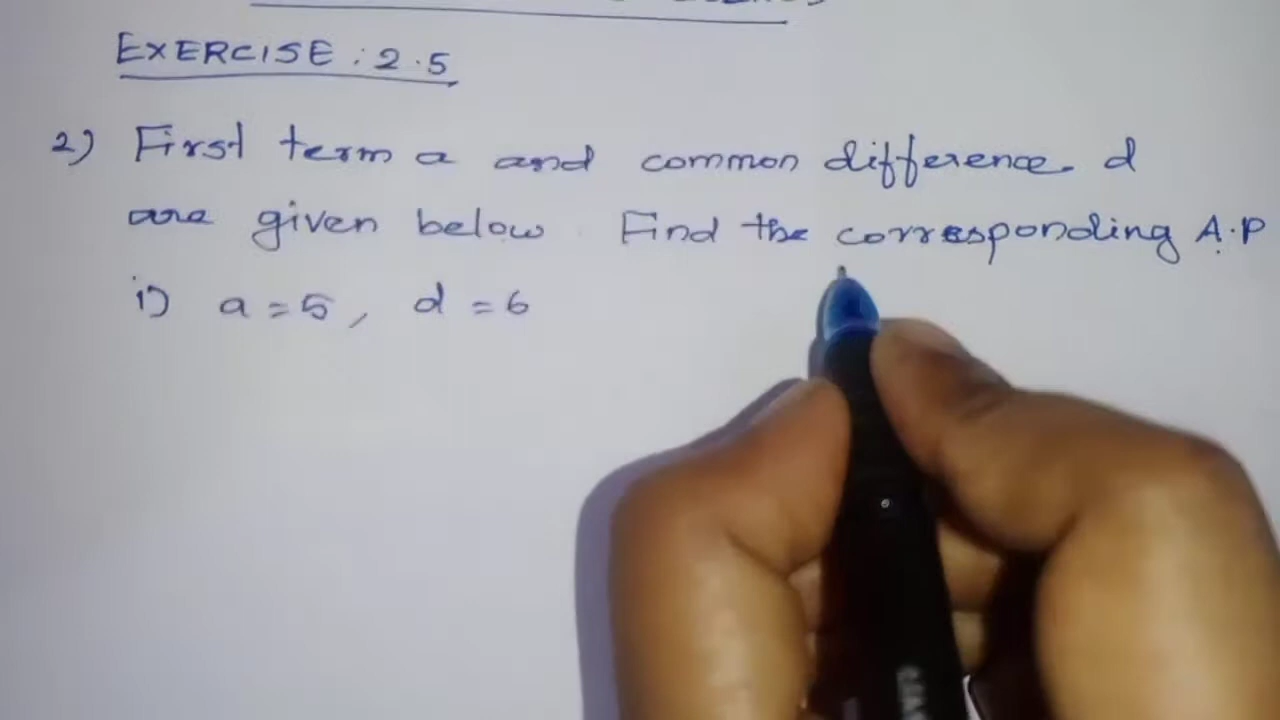 EXERCISE : 2.5
2) First term a and common difference d
are given below. Find the corresponding A.P
i) a = 5, d = 6